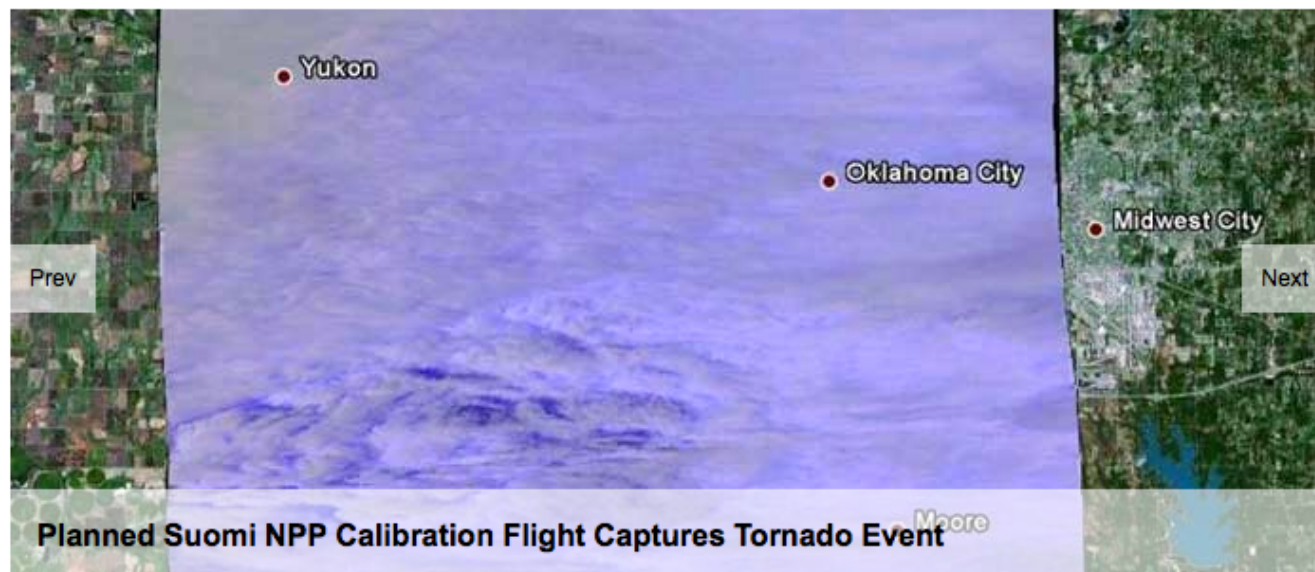 Yukon
Oklahoma City
Midwest City
Prev
Next
Moore
Planned Suomi NPP Calibration Flight Captures Tornado Event